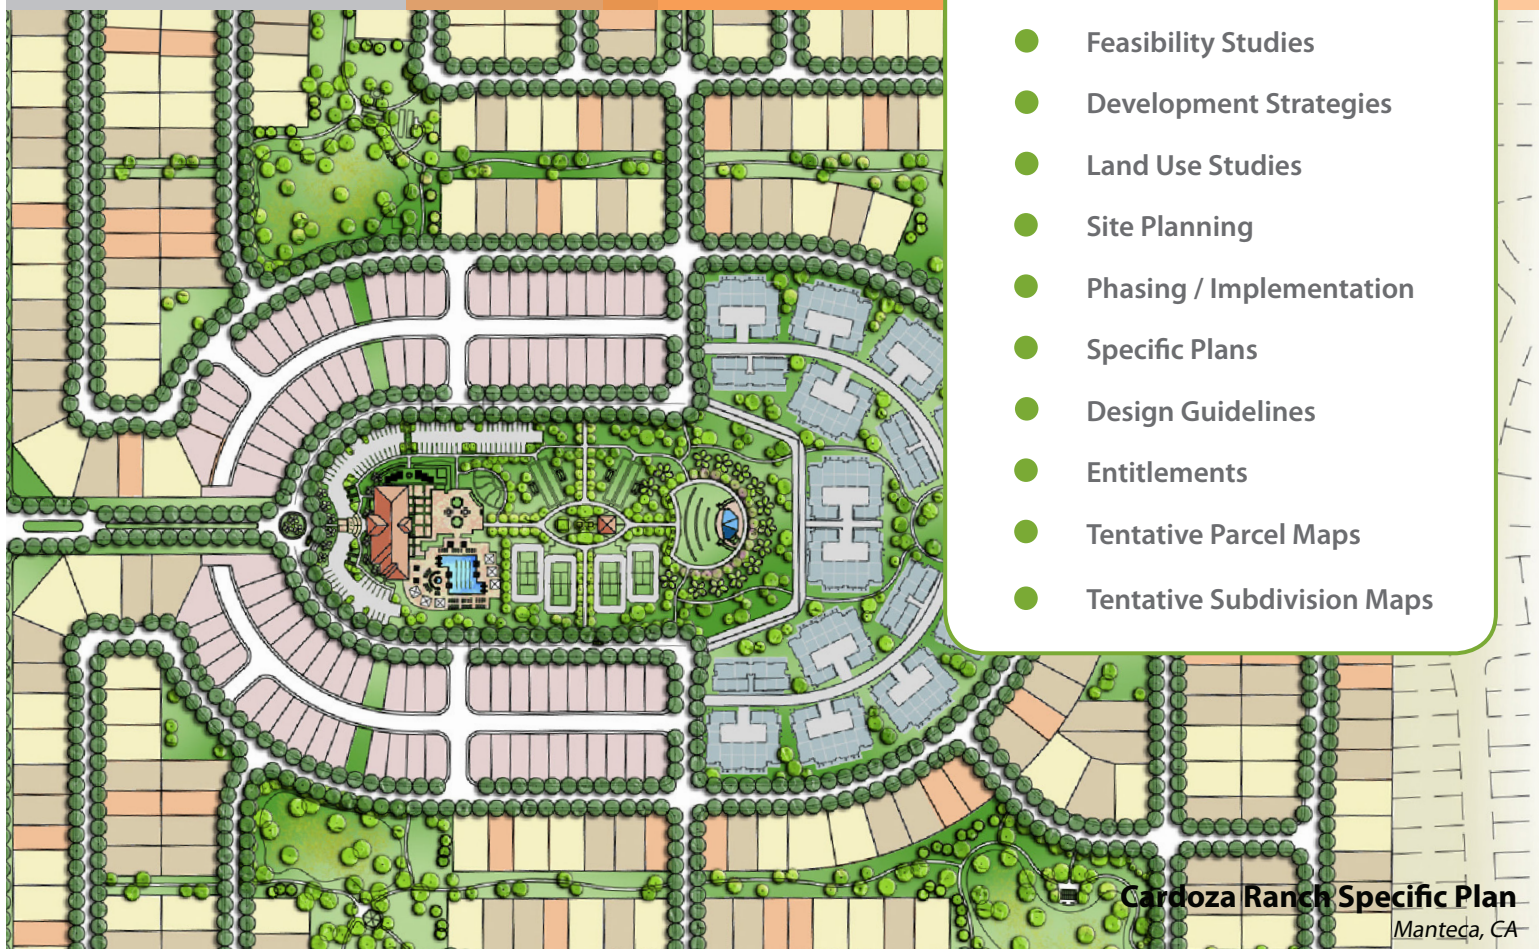 Feasibility Studies
Development Strategies
Land Use Studies
Site Planning
Phasing / Implementation
Specific Plans
Design Guidelines
Entitlements
Tentative Parcel Maps
Tentative Subdivision Maps
Cardoza Ranch Specific Plan
Manteca, CA